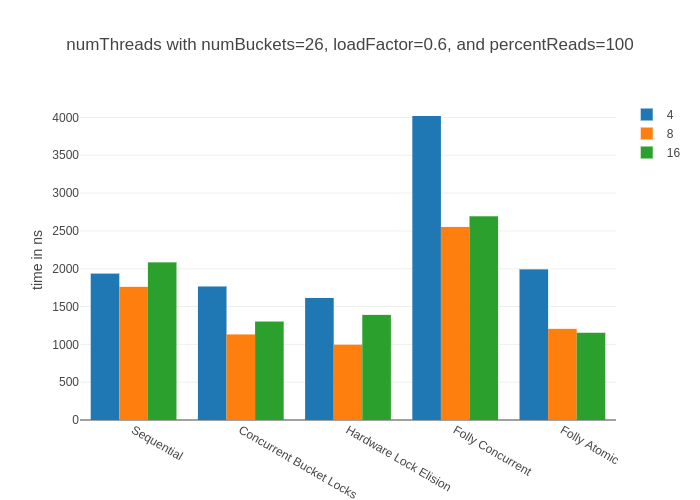 numThreads with numBuckets=26, loadFactor=0.6, and percentReads=100
4
8
16
time in ns
4000
3500
3000
2500
2000
1500
1000
500
0
Sequential
Concurrent Bucket Locks
Hardware Lock Elision
Folly Concurrent
Folly Atomic